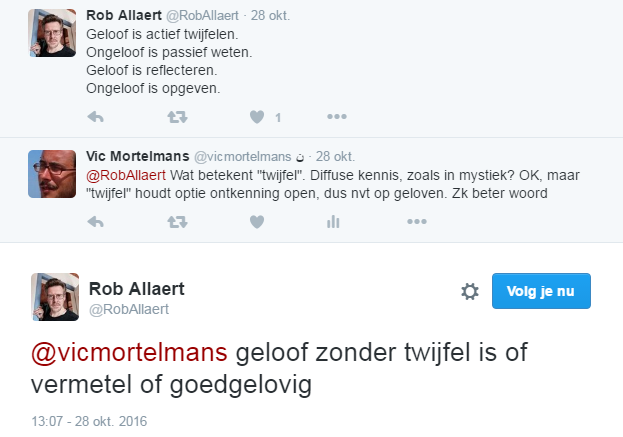 Rob Allaert @RobAllaert · 28 okt.
Geloof is actief twijfelen.
Ongeloof is passief weten.
Geloof is reflecteren.
Ongeloof is opgeven.
1
Vic Mortelmans @vicmortelmans ن · 28 okt.
@RobAllaert Wat betekent "twijfel". Diffuse kennis, zoals in mystiek? OK, maar
"twijfel" houdt optie ontkenning open, dus nvt op geloven. Zk beter woord
Rob Allaert
@RobAllaert
Volg je nu
@vicmortelmans geloof zonder twijfel is of
vermetel of goedgelovig
13:07 - 28 okt. 2016